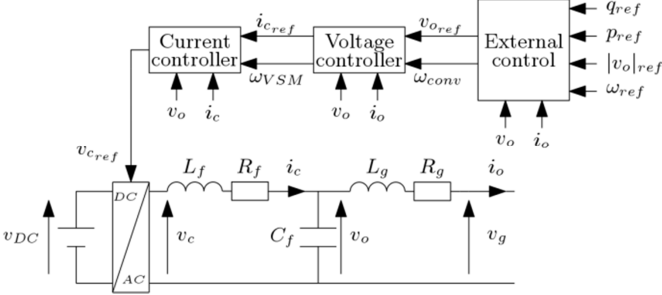 q_{ref}
i_{c_{ref}}
v_{o_{ref}}
p_{ref}
Current
controller
Voltage
controller
External
control
|v_o|_{ref}
ω_{VSM}
ω_{conv}
ω_{ref}
v_o
i_c
v_o
i_o
v_o
i_o
v_{c_{ref}}
L_f
R_f
i_c
L_g
R_g
i_o
DC
v_{DC}
v_c
C_f
v_o
v_g
AC